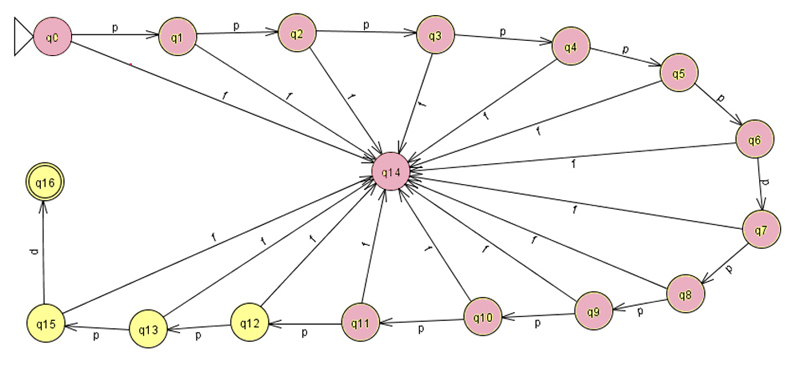 q0 p q1 p q2 p q3 p q4 p q5
p
f f f f f f
q6
f p
q14
q16
f q7
p f f f f f f f p
q8
q15 p q13 p q12 p q11 p q10 p q9 p